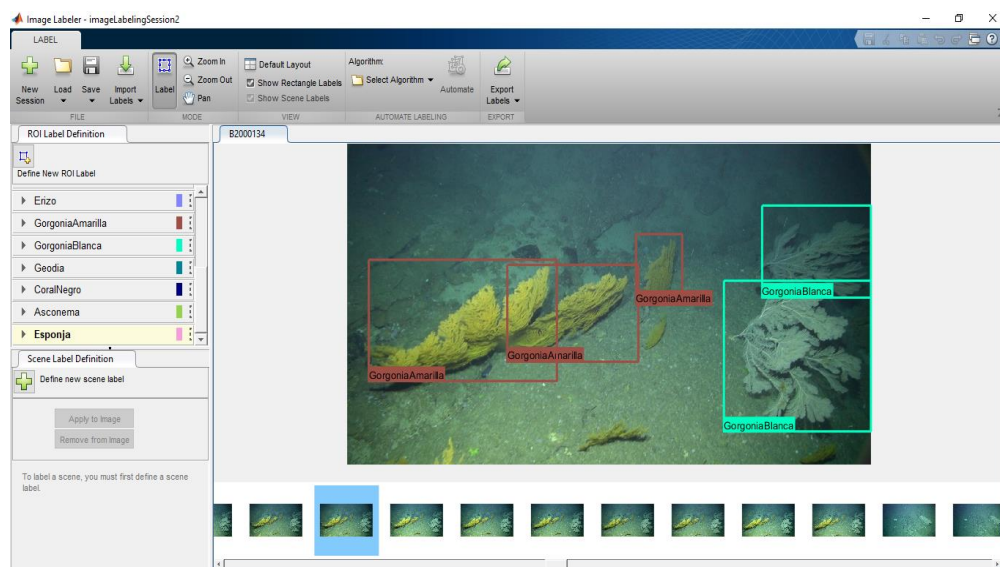 Image Labeler - imageLabelingSession2
LABEL
New Session
Load
Save
Import Labels
Label
Zoom In
Zoom Out
Pan
Default Layout
Show Rectangle Labels
Show Scene Labels
Algorithm:
Select Algorithm
Automate
Export Labels
FILE
MODE
VIEW
AUTOMATE LABELING
EXPORT
ROI Label Definition
B2000134
Define New ROI Label
Erizo
GorgoniaAmarilla
GorgoniaBlanca
Geodia
CoralNegro
Asconema
Esponja
Scene Label Definition
Define new scene label
Apply to Image
Remove from Image
To label a scene, you must first define a scene
label.
GorgoniaBlanca
GorgoniaAmarilla
GorgoniaAmarilla
GorgoniaAmarilla
GorgoniaBlanca